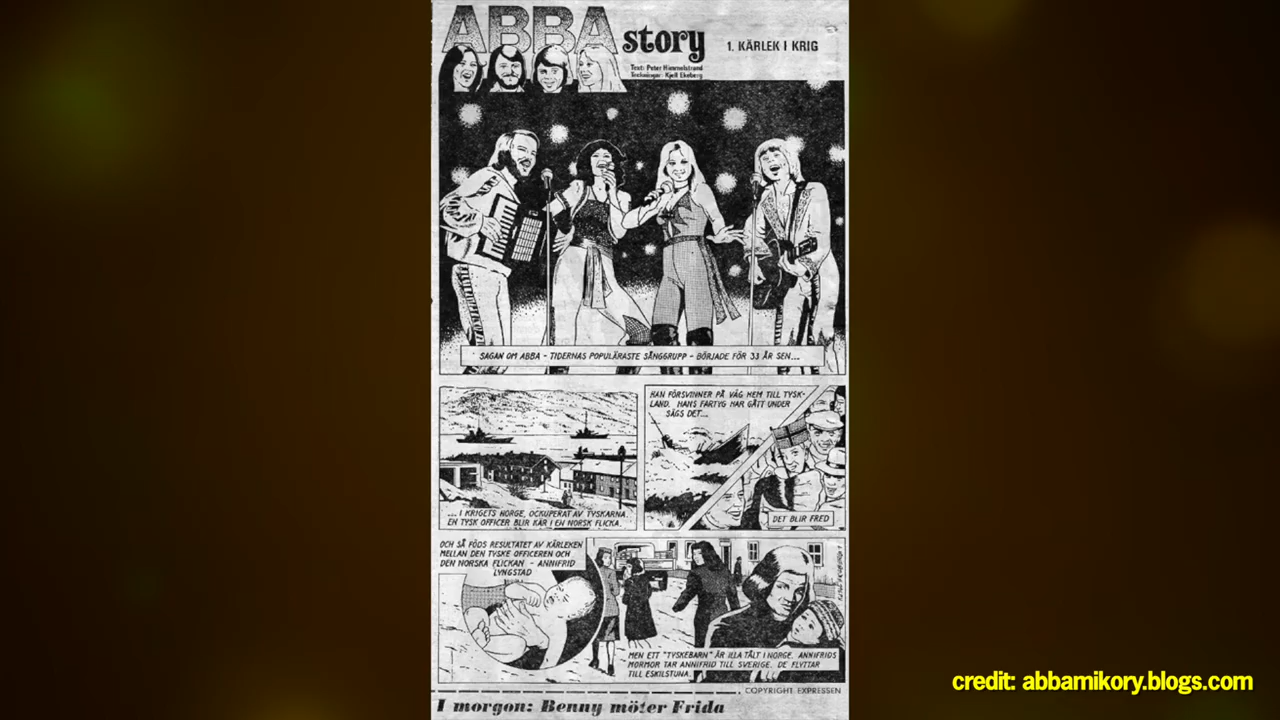 ABBA
story
1. KÄRLEK I KRIG
Text: Peter Himmelstrand
Teckningar: Kjell Ekeberg
SAGAN OM ABBA - TIDERNAS POPULÄRASTE SÅNGGRUPP - BÖRJADE FÖR 33 ÅR SEN...
... I KRIGETS NORGE, OCKUPERAT AV TYSKARNA.
EN TYSK OFFICER BLIR KÄR I EN NORSK FLICKA.
HAN FÖRSVINNER PÅ VÄG HEM TILL TYSK-
LAND. HANS FARTYG HAR GÅTT UNDER
SÄGS DET...
DET BLIR FRED
OCH SÅ FÖDS RESULTATET AV KÄRLEKEN
MELLAN DEN TYSKE OFFICEREN OCH
DEN NORSKA FLICKAN - ANNIFRID
LYNGSTAD
MEN ETT "TYSKEBARN" ÄR ILLA TÅLT I NORGE. ANNIFRIDS
MORMOR TAR ANNIFRID TILL SVERIGE. DE FLYTTAR
TILL ESKILSTUNA.
COPYRIGHT EXPRESSEN
I morgon: Benny möter Frida
credit: abbamikory.blogs.com